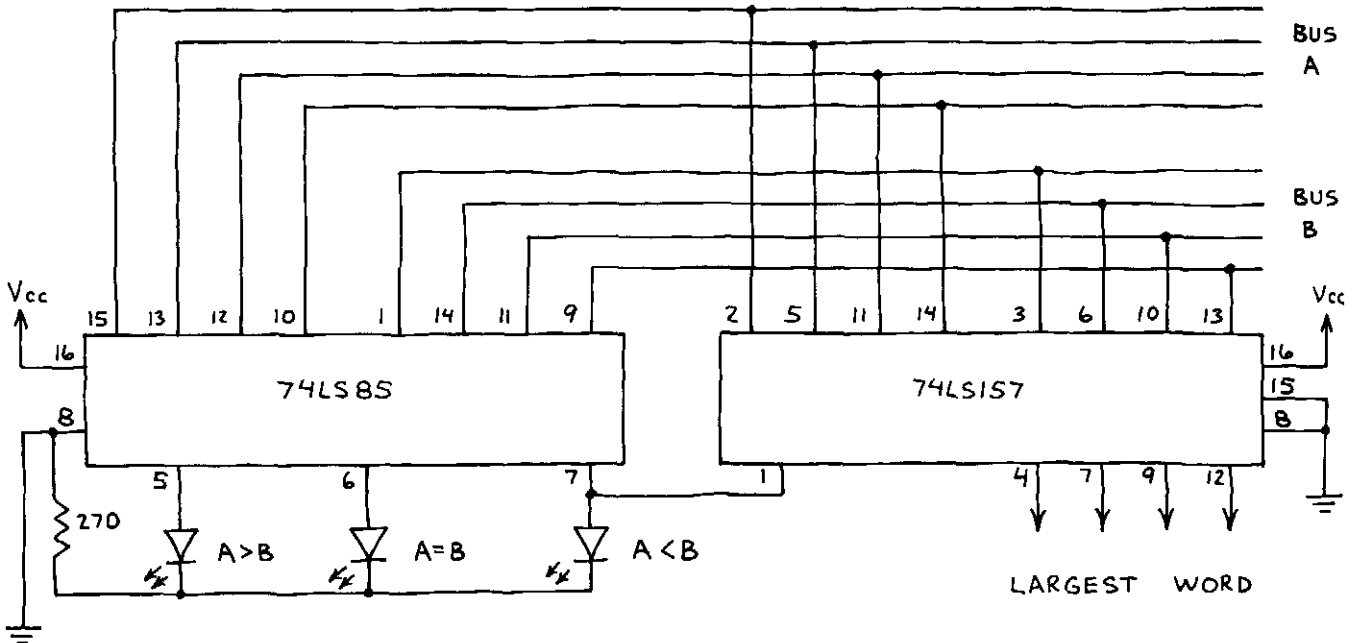 BUS
A
BUS
B
Vcc
15 13 12 10 1 14 11 9
2 5 11 14 3 6 10 13
Vcc
16
16
15
74LS85
74LS157
8
8
5 6 7
1 4 7 9 12
270
A>B
A=B
A<B
LARGEST WORD